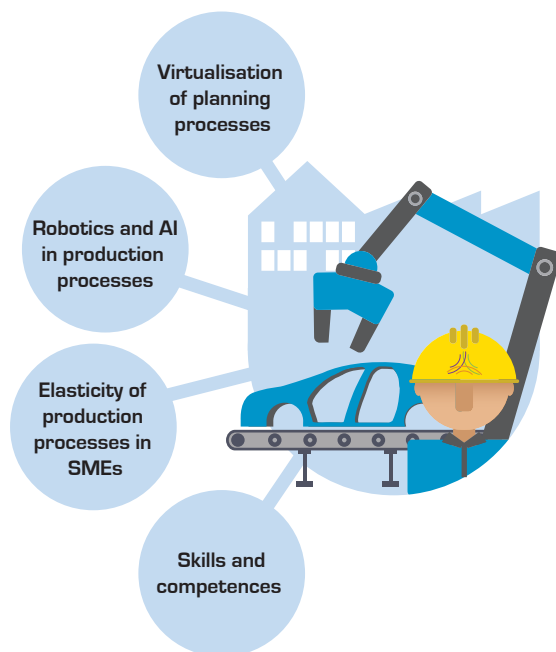 Virtualisation
of planning
processes
Robotics and AI
in production
processes
Elasticity of
production
processes in
SMEs
Skills and
competences